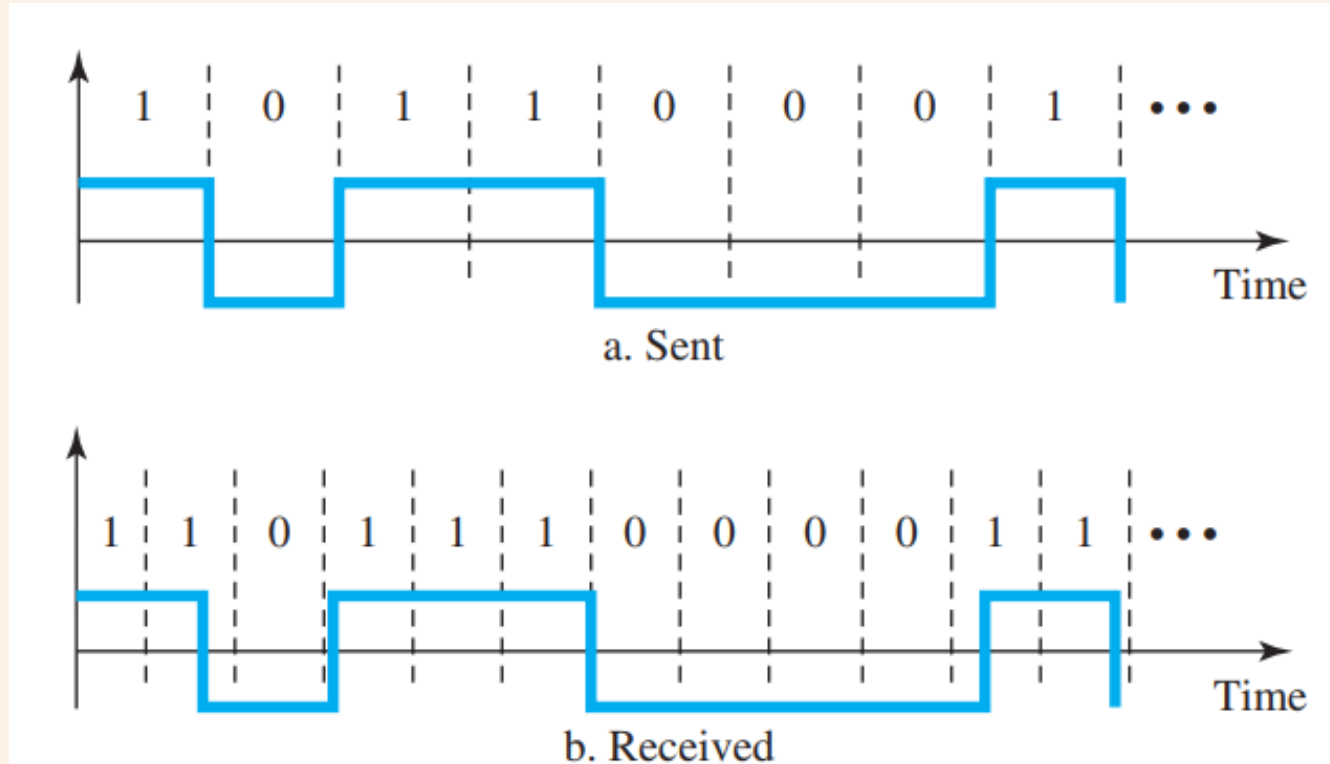 1 0 1 1 0 0 0 1 •••
Time
a. Sent
1 1 0 1 1 1 0 0 0 0 1 1 •••
Time
b. Received